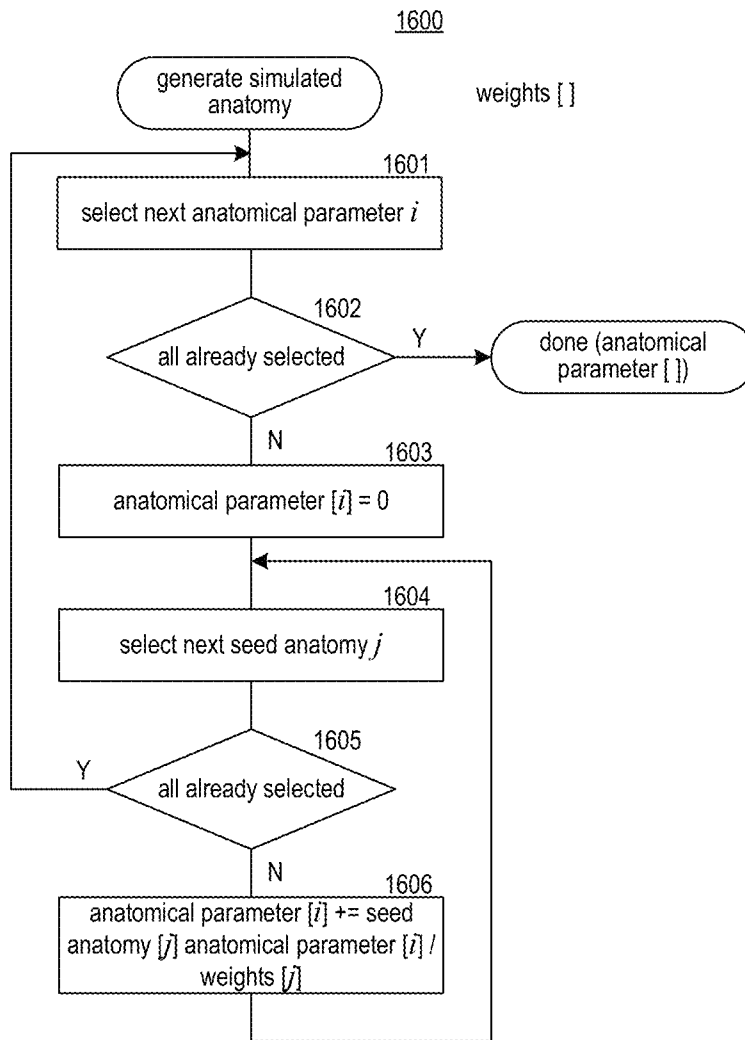 1600
generate simulated
anatomy
weights [ ]
1601
select next anatomical parameter i
1602
all already selected
Y
done (anatomical
parameter [ ])
N
1603
anatomical parameter [i] = 0
1604
select next seed anatomy j
1605
all already selected
Y
N
1606
anatomical parameter [i] += seed
anatomy [j] anatomical parameter [i] /
weights [j]